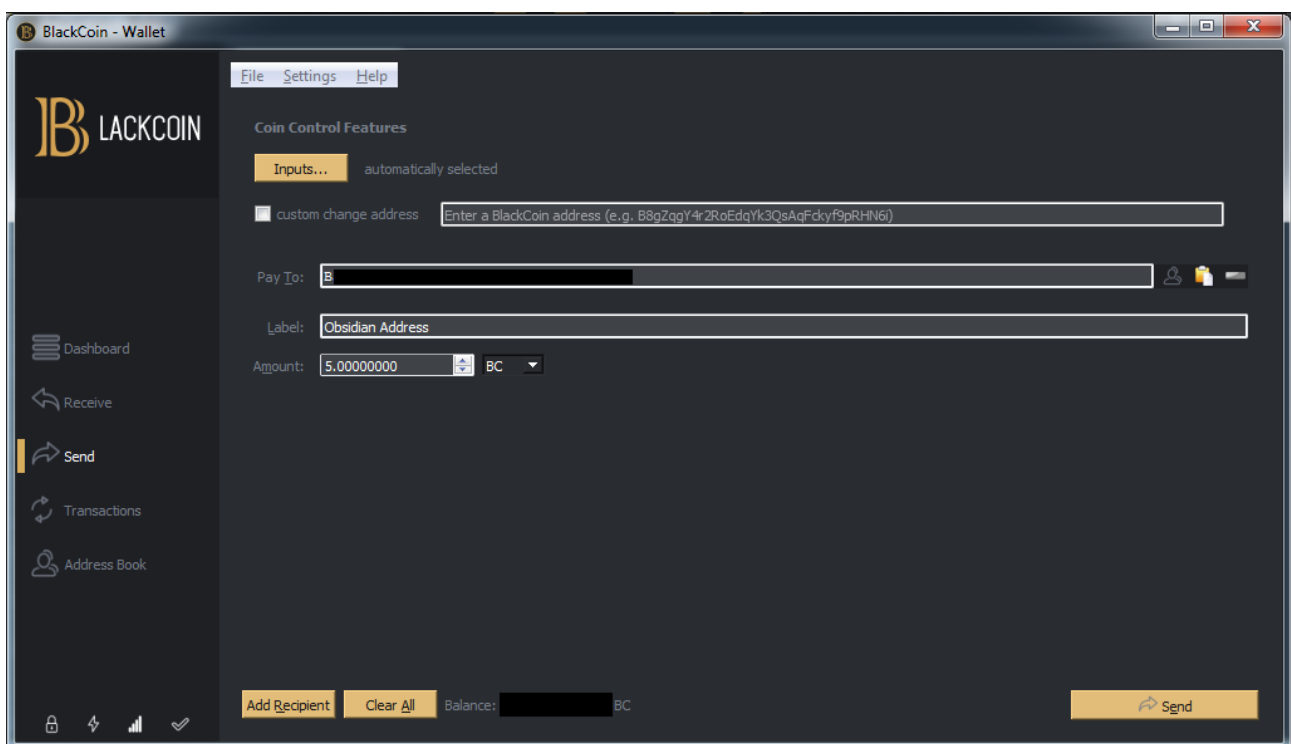 BlackCoin - Wallet
File Settings Help
BLACKCOIN
Coin Control Features
Inputs... automatically selected
custom change address Enter a BlackCoin address (e.g. B8gZqgY4r2RoEdqYk3QsAqFckyf9pRHN6i)
Pay To: B
Label: Obsidian Address
Amount: 5.00000000 BC
Dashboard
Receive
Send
Transactions
Address Book
Add Recipient Clear All Balance: BC Send